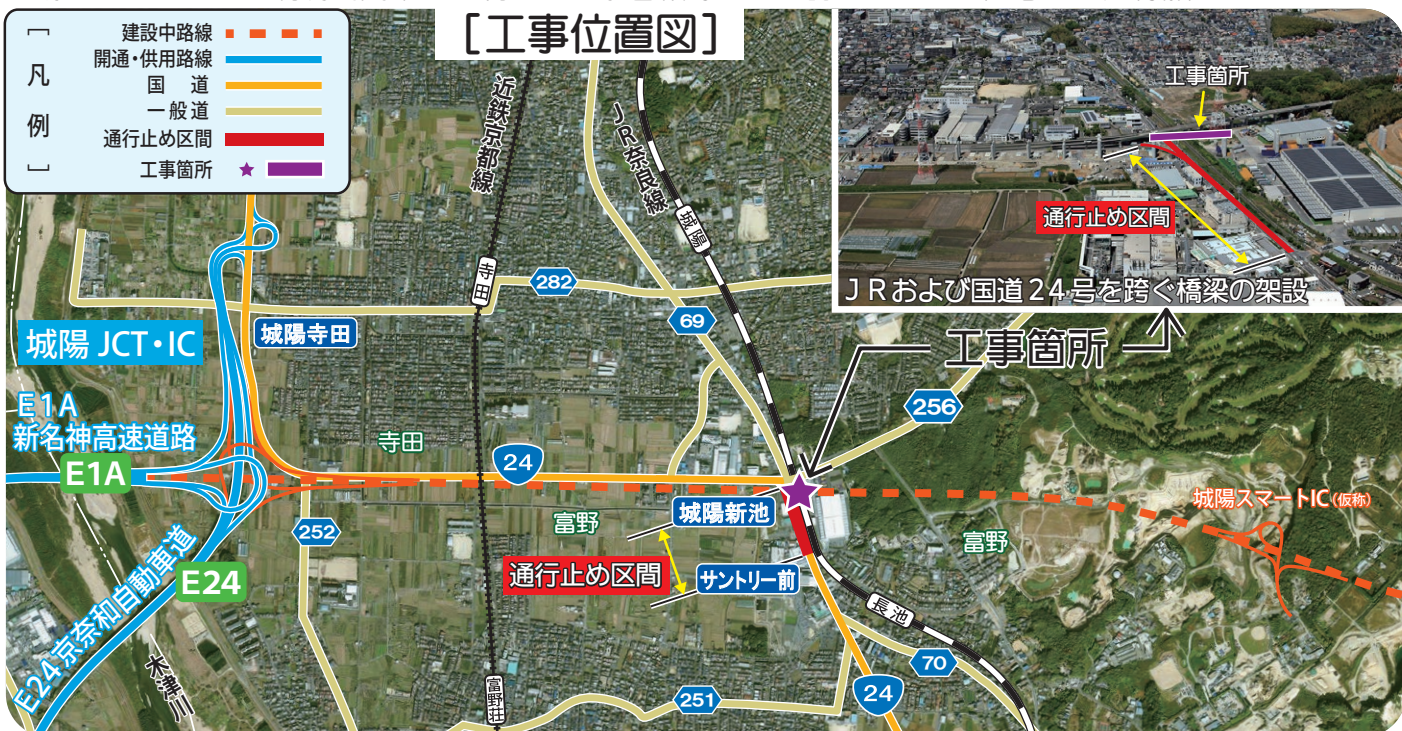 [工事位置図]
[凡例]
建設中路線
開通・供用路線
国　道
一般道
通行止め区間
工事箇所
工事箇所
通行止め区間
JRおよび国道24号を跨ぐ橋梁の架設
近鉄京都線
JR奈良線
城陽
寺田
282
69
城陽寺田
城陽 JCT・IC
工事箇所
256
E1A
新名神高速道路
E1A
寺田
24
城陽新池
城陽スマートIC(仮称)
252
富野
富野
通行止め区間
サントリー前
E24
E24京奈和自動車道
長池
木津川
富野荘
251
70
24